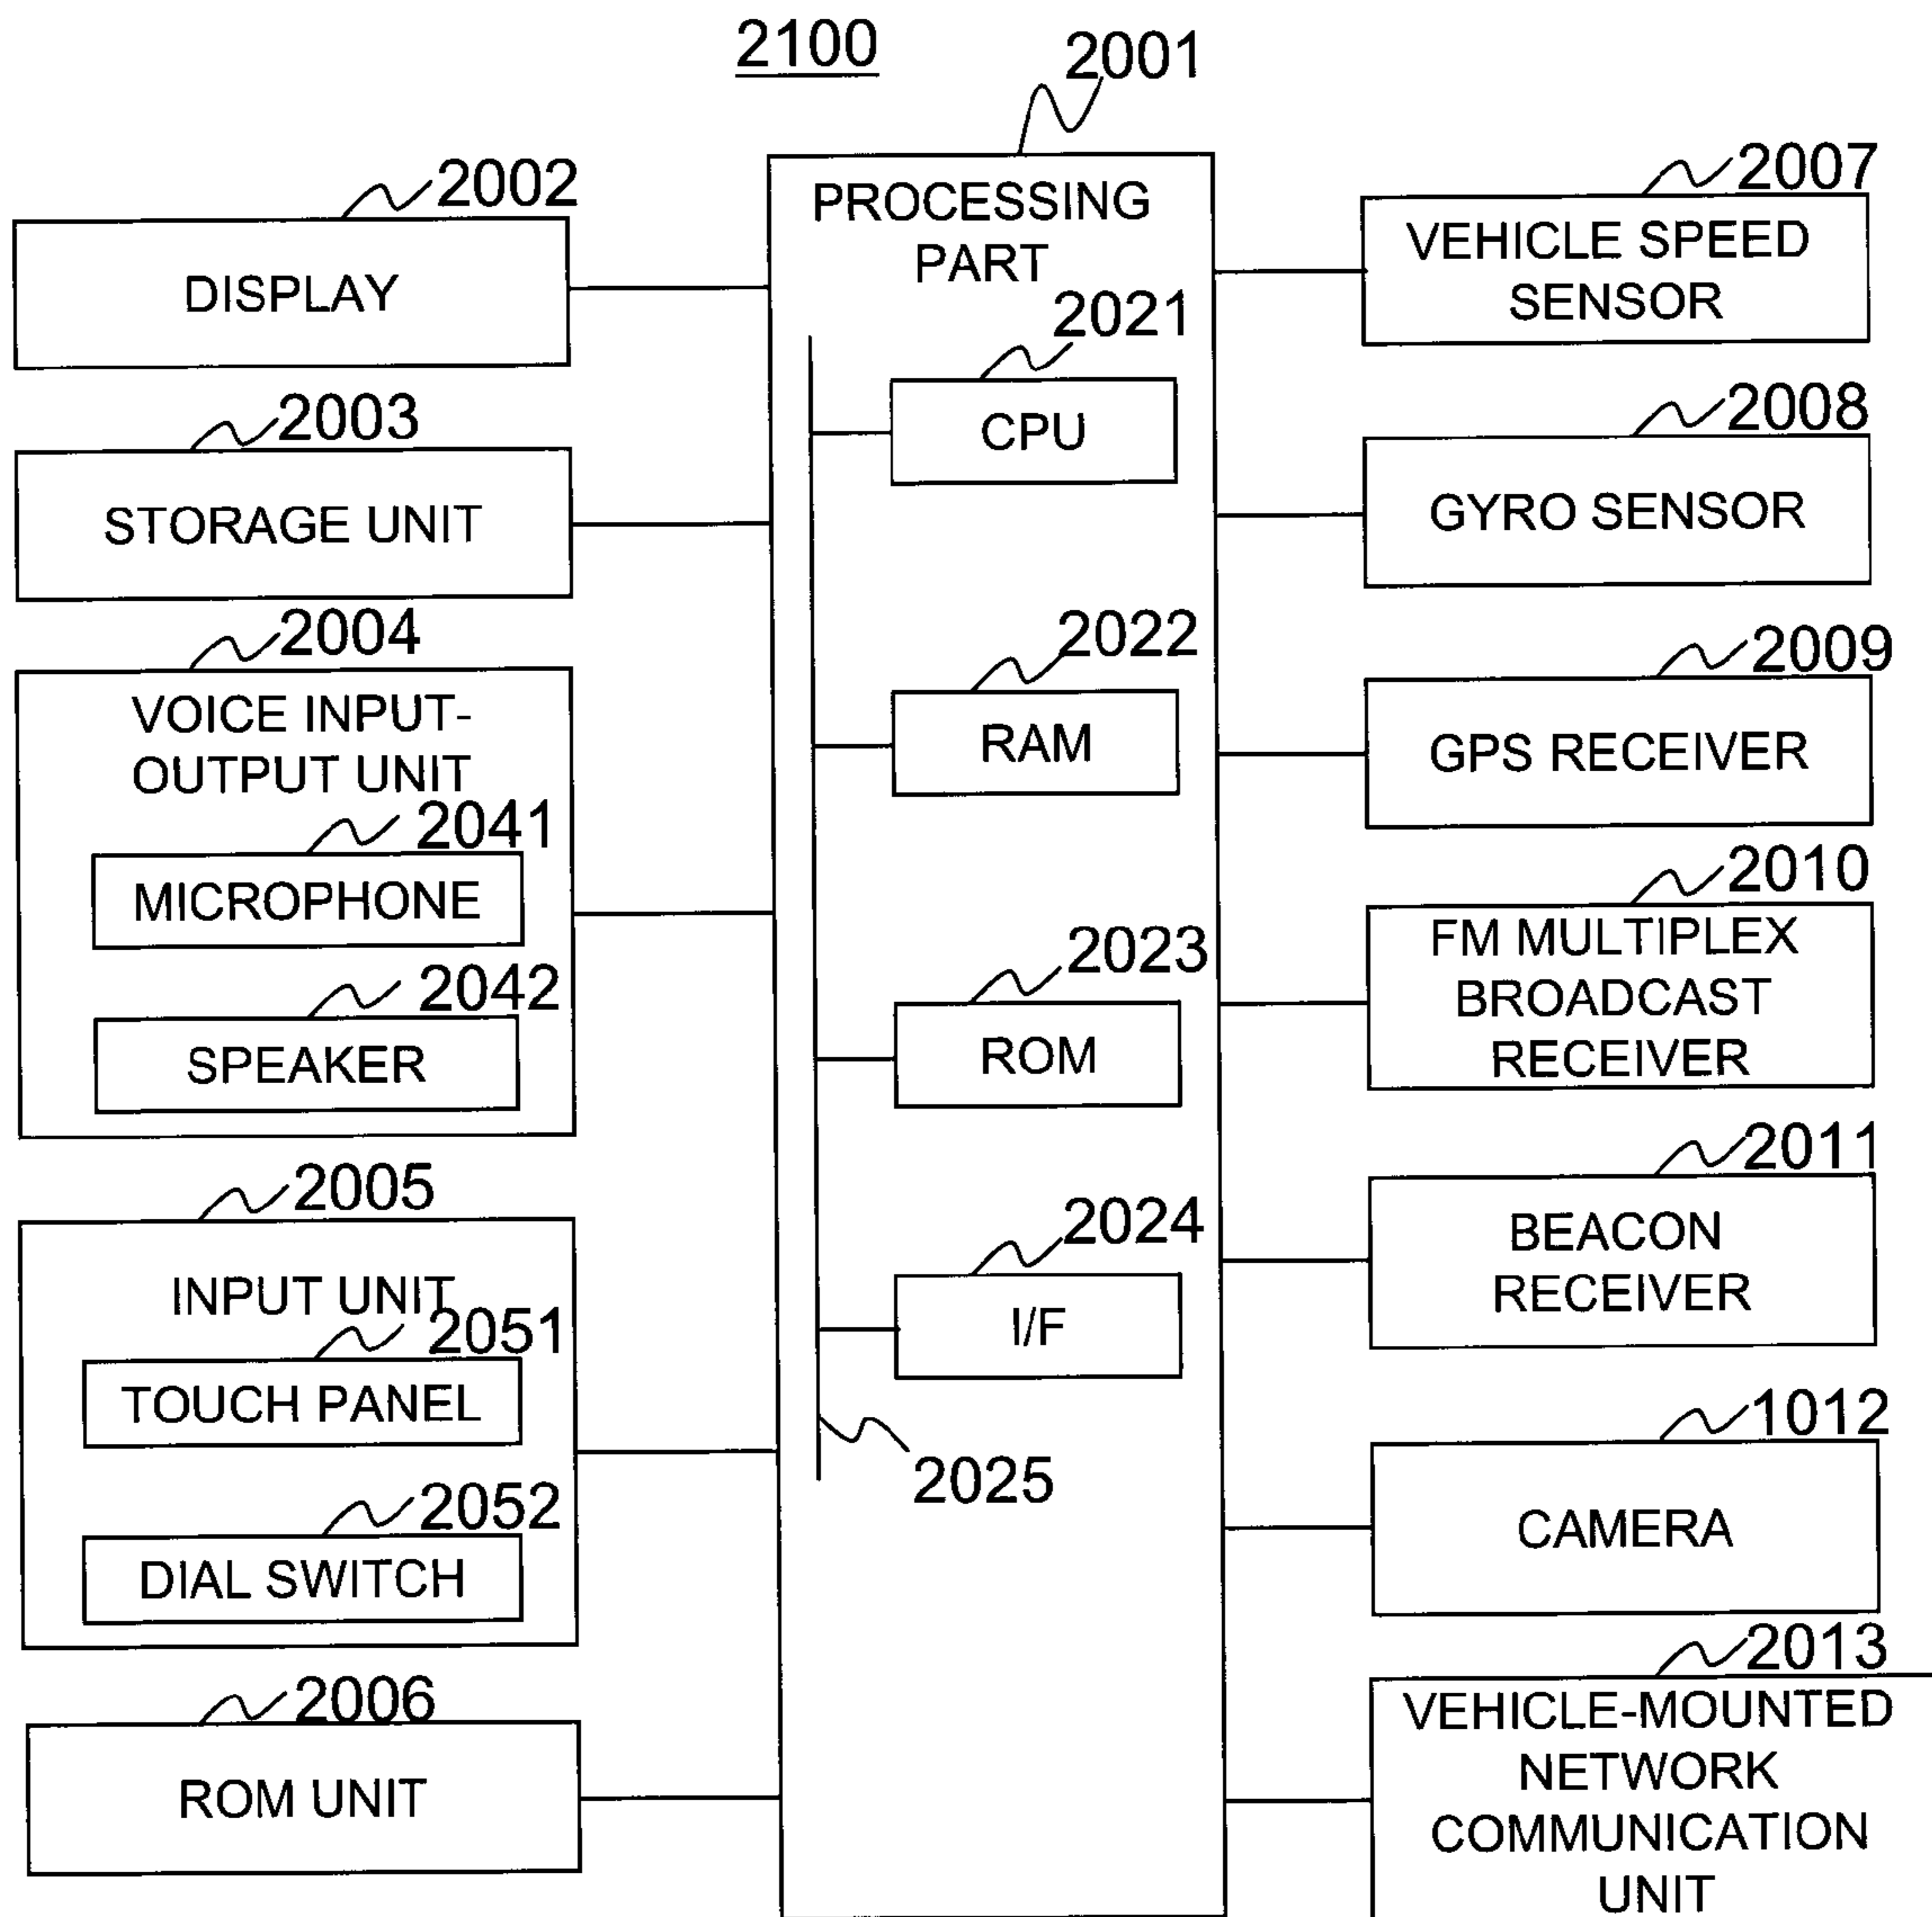 2100
2001
2002
DISPLAY
2003
STORAGE UNIT
2004
VOICE INPUT-
OUTPUT UNIT
2041
MICROPHONE
2042
SPEAKER
2005
INPUT UNIT
2051
TOUCH PANEL
2052
DIAL SWITCH
2006
ROM UNIT
PROCESSING
PART
2021
CPU
2022
RAM
2023
ROM
2024
I/F
2025
2007
VEHICLE SPEED
SENSOR
2008
GYRO SENSOR
2009
GPS RECEIVER
2010
FM MULTIPLEX
BROADCAST
RECEIVER
2011
BEACON
RECEIVER
1012
CAMERA
2013
VEHICLE-MOUNTED
NETWORK
COMMUNICATION
UNIT